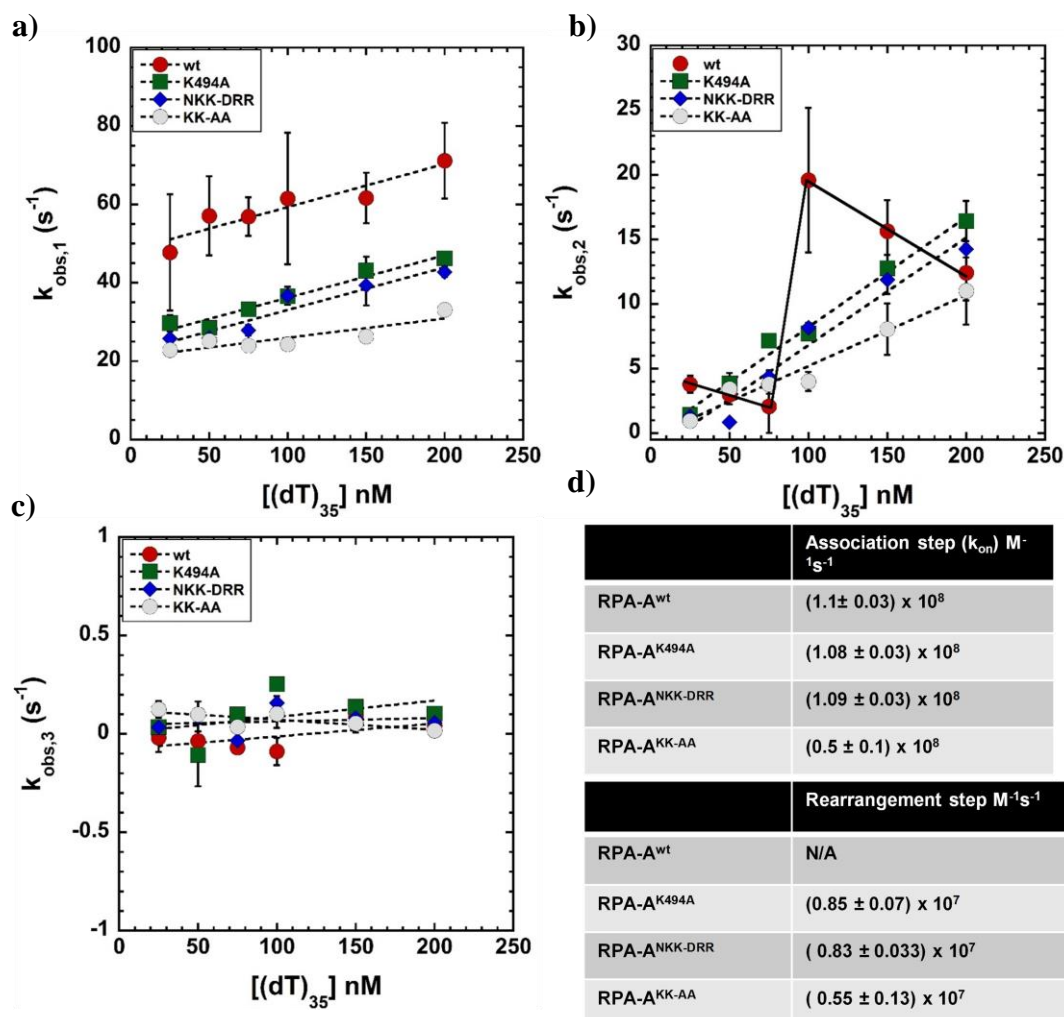 a)
100
80
60
40
20
0
k_obs,1 (s^-1)
wt
K494A
NKK-DRR
KK-AA
0 50 100 150 200 250
[(dT)_35] nM
b)
30
25
20
15
10
5
0
k_obs,2 (s^-1)
wt
K494A
NKK-DRR
KK-AA
0 50 100 150 200 250
[(dT)_35] nM
c)
1
0.5
0
-0.5
-1
k_obs,3 (s^-1)
wt
K494A
NKK-DRR
KK-AA
0 50 100 150 200 250
[(dT)_35] nM
d)
Association step (k_on) M^-
^1s^-1
RPA-A^wt (1.1± 0.03) x 10^8
RPA-A^K494A (1.08 ± 0.03) x 10^8
RPA-A^NKK-DRR (1.09 ± 0.03) x 10^8
RPA-A^KK-AA (0.5 ± 0.1) x 10^8
Rearrangement step M^-1s^-1
RPA-A^wt N/A
RPA-A^K494A (0.85 ± 0.07) x 10^7
RPA-A^NKK-DRR ( 0.83 ± 0.033) x 10^7
RPA-A^KK-AA ( 0.55 ± 0.13) x 10^7